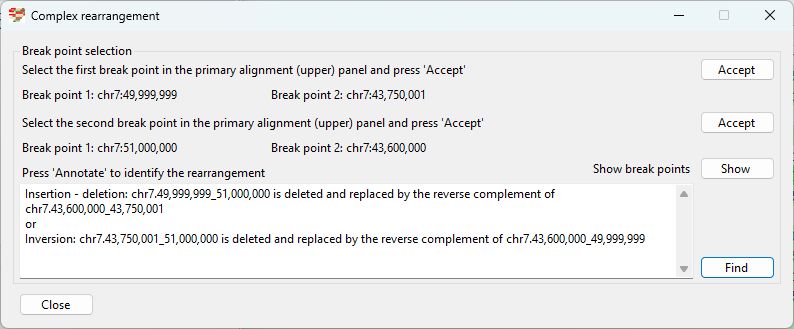 Complex rearrangement
Break point selection
Select the first break point in the primary alignment (upper) panel and press 'Accept'
Accept
Break point 1: chr7:49,999,999 Break point 2: chr7:43,750,001
Select the second break point in the primary alignment (upper) panel and press 'Accept'
Accept
Break point 1: chr7:51,000,000 Break point 2: chr7:43,600,000
Press 'Annotate' to identify the rearrangement
Show break points Show
Insertion - deletion: chr7.49,999,999_51,000,000 is deleted and replaced by the reverse complement of
chr7.43,600,000_43,750,001
or
Inversion: chr7.43,750,001_51,000,000 is deleted and replaced by the reverse complement of chr7.43,600,000_49,999,999
Find
Close